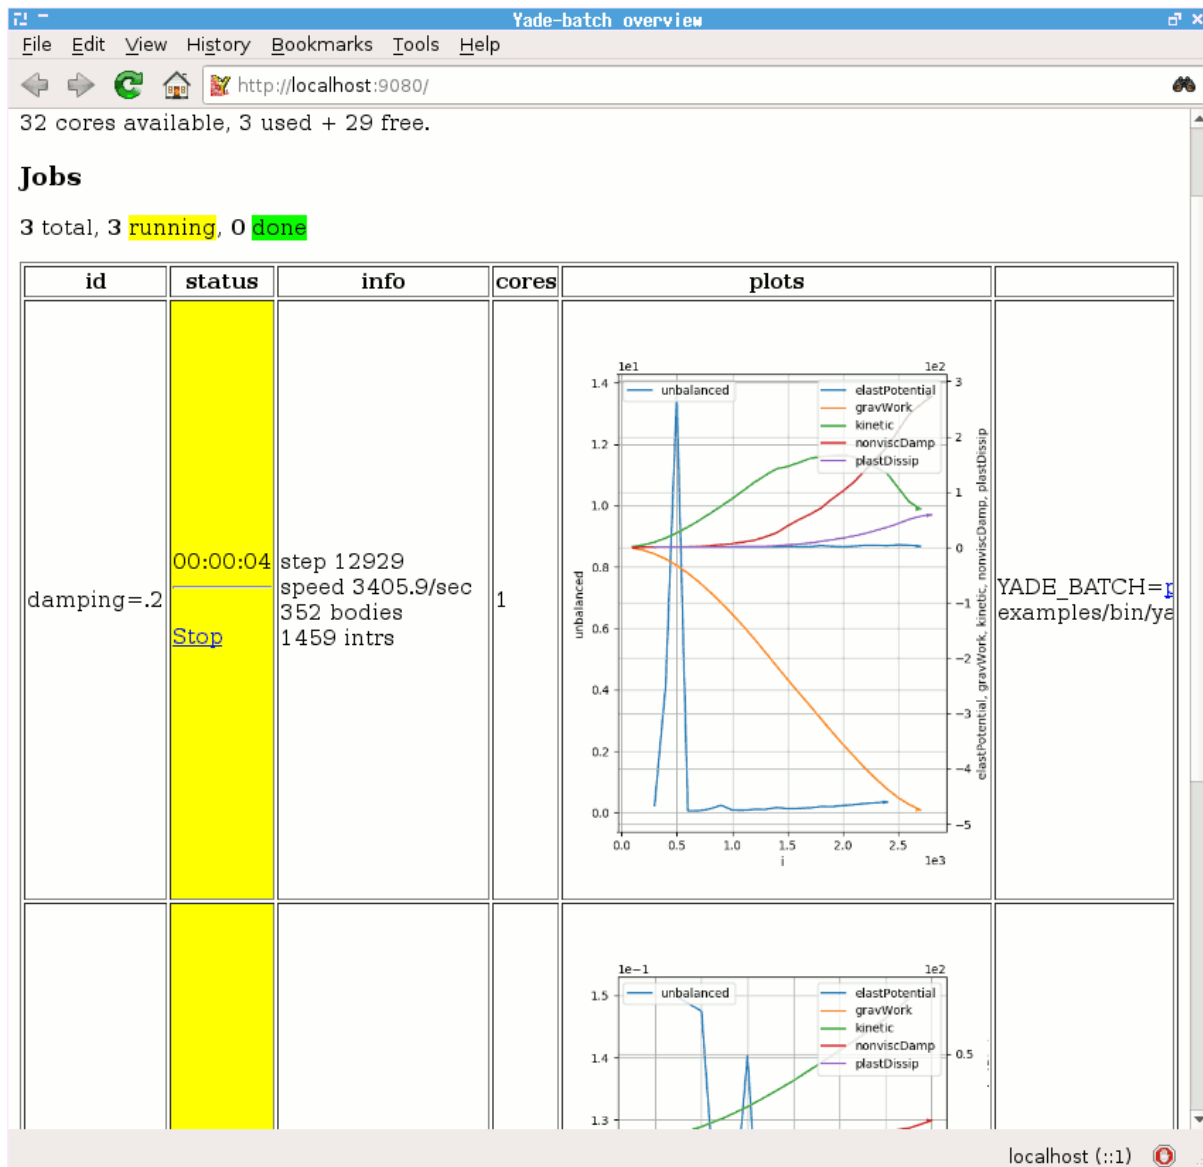 Yade-batch overview
File Edit View History Bookmarks Tools Help
http://localhost:9080/
32 cores available, 3 used + 29 free.
Jobs
3 total, 3 running, 0 done
id status info cores plots
damping=.2
00:00:04
Stop
step 12929
speed 3405.9/sec
352 bodies
1459 intrs
1
1e1 1e2
unbalanced
elastPotential
gravWork
kinetic
nonviscDamp
plastDissip
1.4
1.2
1.0
0.8
0.6
0.4
0.2
0.0
unbalanced
3
2
1
0
−1
−2
−3
−4
−5
elastPotential, gravWork, kinetic, nonviscDamp, plastDissip
0.0 0.5 1.0 1.5 2.0 2.5
i 1e3
YADE_BATCH=p
examples/bin/ya
1e−1 1e2
unbalanced
elastPotential
gravWork
kinetic
nonviscDamp
plastDissip
1.5
1.4
1.3
0.5
localhost (::1)